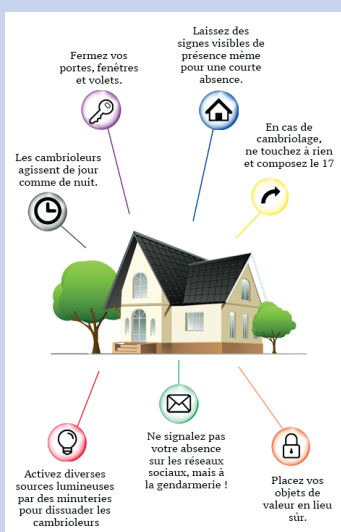 Laissez des
signes visibles de
présence même
pour une courte
absence.
Fermez vos
portes, fenêtres
et volets.
En cas de
cambriolage,
ne touchez à rien
et composez le 17
Les cambrioleurs
agissent de jour
comme de nuit.
Activez diverses
sources lumineuses
par des minuteries
pour dissuader les
cambrioleurs
Ne signalez pas
votre absence
sur les réseaux
sociaux, mais à
la gendarmerie !
Placez vos
objets de
valeur en lieu
sûr.